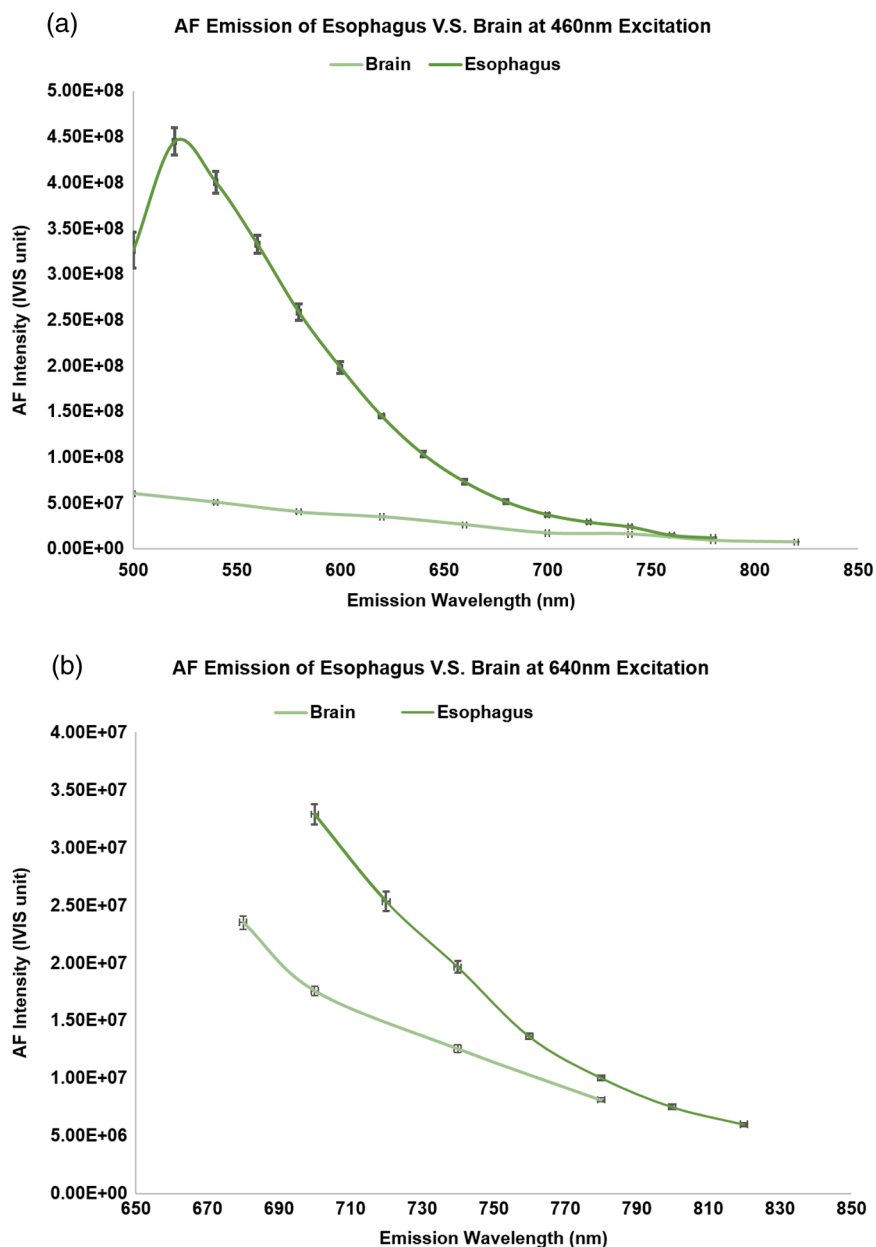 (a)
AF Emission of Esophagus V.S. Brain at 460nm Excitation
Brain Esophagus
5.00E+08
4.50E+08
4.00E+08
3.50E+08
3.00E+08
2.50E+08
2.00E+08
1.50E+08
1.00E+08
5.00E+07
0.00E+00
AF Intensity (IVIS unit)
500 550 600 650 700 750 800 850
Emission Wavelength (nm)
(b)
AF Emission of Esophagus V.S. Brain at 640nm Excitation
Brain Esophagus
4.00E+07
3.50E+07
3.00E+07
2.50E+07
2.00E+07
1.50E+07
1.00E+07
5.00E+06
0.00E+00
AF Intensity (IVIS unit)
650 670 690 710 730 750 770 790 810 830 850
Emission Wavelength (nm)